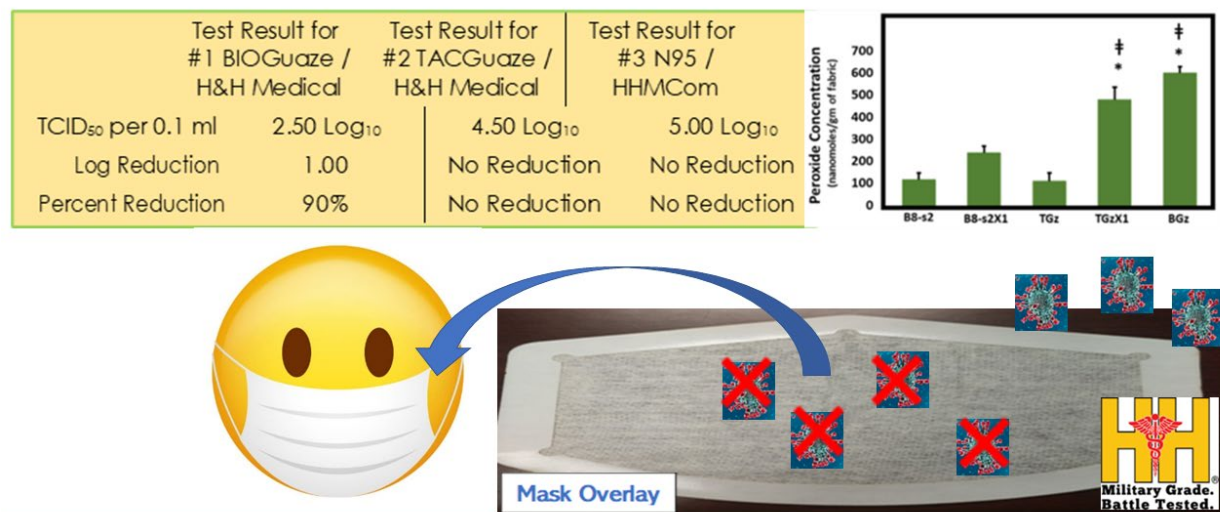 Test Result for
#1 BIOGuaze /
H&H Medical
Test Result for
#2 TACGuaze /
H&H Medical
Test Result for
#3 N95 /
HHMCom
TCID₅₀ per 0.1 ml 2.50 Log₁₀ 4.50 Log₁₀ 5.00 Log₁₀
Log Reduction 1.00 No Reduction No Reduction
Percent Reduction 90% No Reduction No Reduction
Peroxide Concentration
(nanomoles/gm of fabric)
700
600
500
400
300
200
100
0
‡ ‡
* *
B8-s2 B8-s2X1 TGz TGzX1 BGz
Mask Overlay
HH®
Military Grade.
Battle Tested.